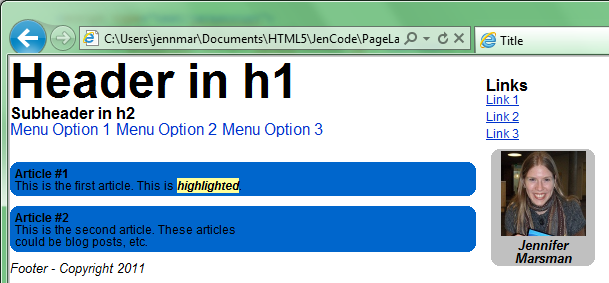 C:\Users\jennmar\Documents\HTML5\JenCode\PageLa
Title
Header in h1
Subheader in h2
Menu Option 1 Menu Option 2 Menu Option 3
Article #1
This is the first article. This is highlighted.
Article #2
This is the second article. These articles
could be blog posts, etc.
Footer - Copyright 2011
Links
Link 1
Link 2
Link 3
Jennifer
Marsman